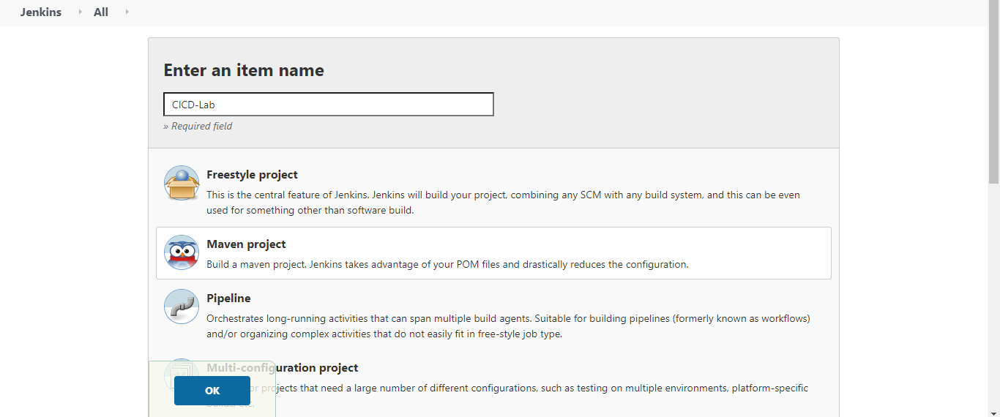 Jenkins All
Enter an item name
CICD-Lab
» Required field
Freestyle project
This is the central feature of Jenkins. Jenkins will build your project, combining any SCM with any build system, and this can be even
used for something other than software build.
Maven project
Build a maven project. Jenkins takes advantage of your POM files and drastically reduces the configuration.
Pipeline
Orchestrates long-running activities that can span multiple build agents. Suitable for building pipelines (formerly known as workflows)
and/or organizing complex activities that do not easily fit in free-style job type.
Multi-configuration project
or projects that need a large number of different configurations, such as testing on multiple environments, platform-specific
OK
etc.